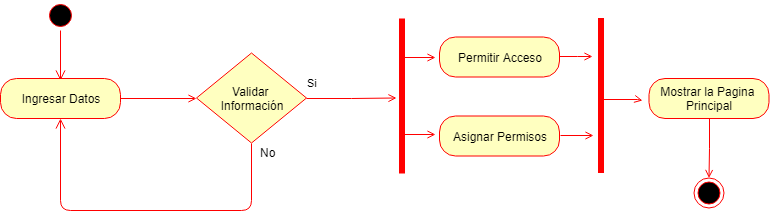 Ingresar Datos
Validar
Información
Si
No
Permitir Acceso
Asignar Permisos
Mostrar la Pagina
Principal